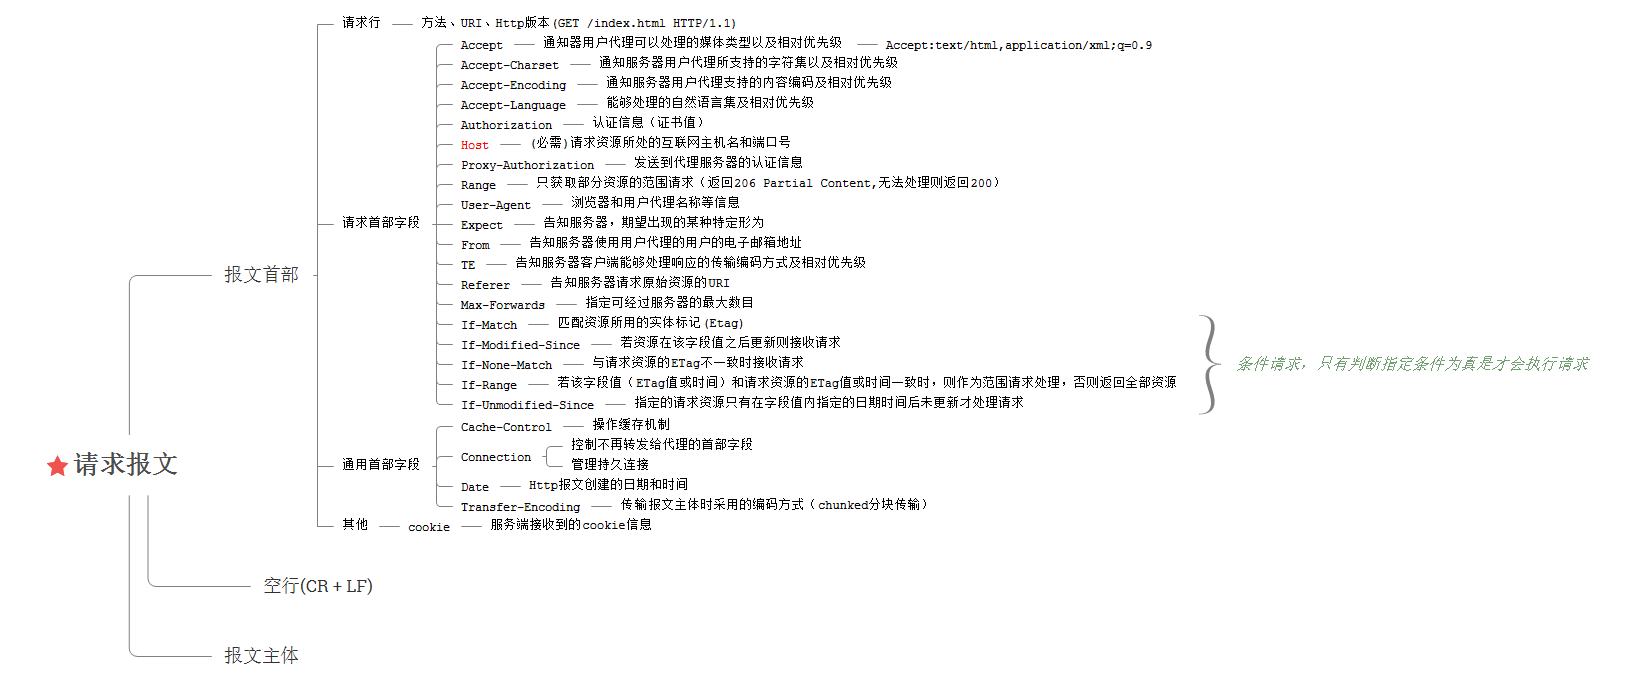 请求报文
报文首部
请求行
方法、URI、Http版本(GET /index.html HTTP/1.1)
请求首部字段
Accept
通知器用户代理可以处理的媒体类型以及相对优先级
Accept:text/html,application/xml;q=0.9
Accept-Charset
通知服务器用户代理所支持的字符集以及相对优先级
Accept-Encoding
通知服务器用户代理支持的内容编码及相对优先级
Accept-Language
能够处理的自然语言集及相对优先级
Authorization
认证信息（证书值）
Host
(必需)请求资源所处的互联网主机名和端口号
Proxy-Authorization
发送到代理服务器的认证信息
Range
只获取部分资源的范围请求（返回206 Partial Content,无法处理则返回200）
User-Agent
浏览器和用户代理名称等信息
Expect
告知服务器，期望出现的某种特定形为
From
告知服务器使用用户代理的用户的电子邮箱地址
TE
告知服务器客户端能够处理响应的传输编码方式及相对优先级
Referer
告知服务器请求原始资源的URI
Max-Forwards
指定可经过服务器的最大数目
If-Match
匹配资源所用的实体标记(Etag)
If-Modified-Since
若资源在该字段值之后更新则接收请求
If-None-Match
与请求资源的ETag不一致时接收请求
If-Range
若该字段值（ETag值或时间）和请求资源的ETag值或时间一致时，则作为范围请求处理，否则返回全部资源
If-Unmodified-Since
指定的请求资源只有在字段值内指定的日期时间后未更新才处理请求
条件请求，只有判断指定条件为真是才会执行请求
通用首部字段
Cache-Control
操作缓存机制
Connection
控制不再转发给代理的首部字段
管理持久连接
Date
Http报文创建的日期和时间
Transfer-Encoding
传输报文主体时采用的编码方式（chunked分块传输）
其他
cookie
服务端接收到的cookie信息
空行(CR + LF)
报文主体